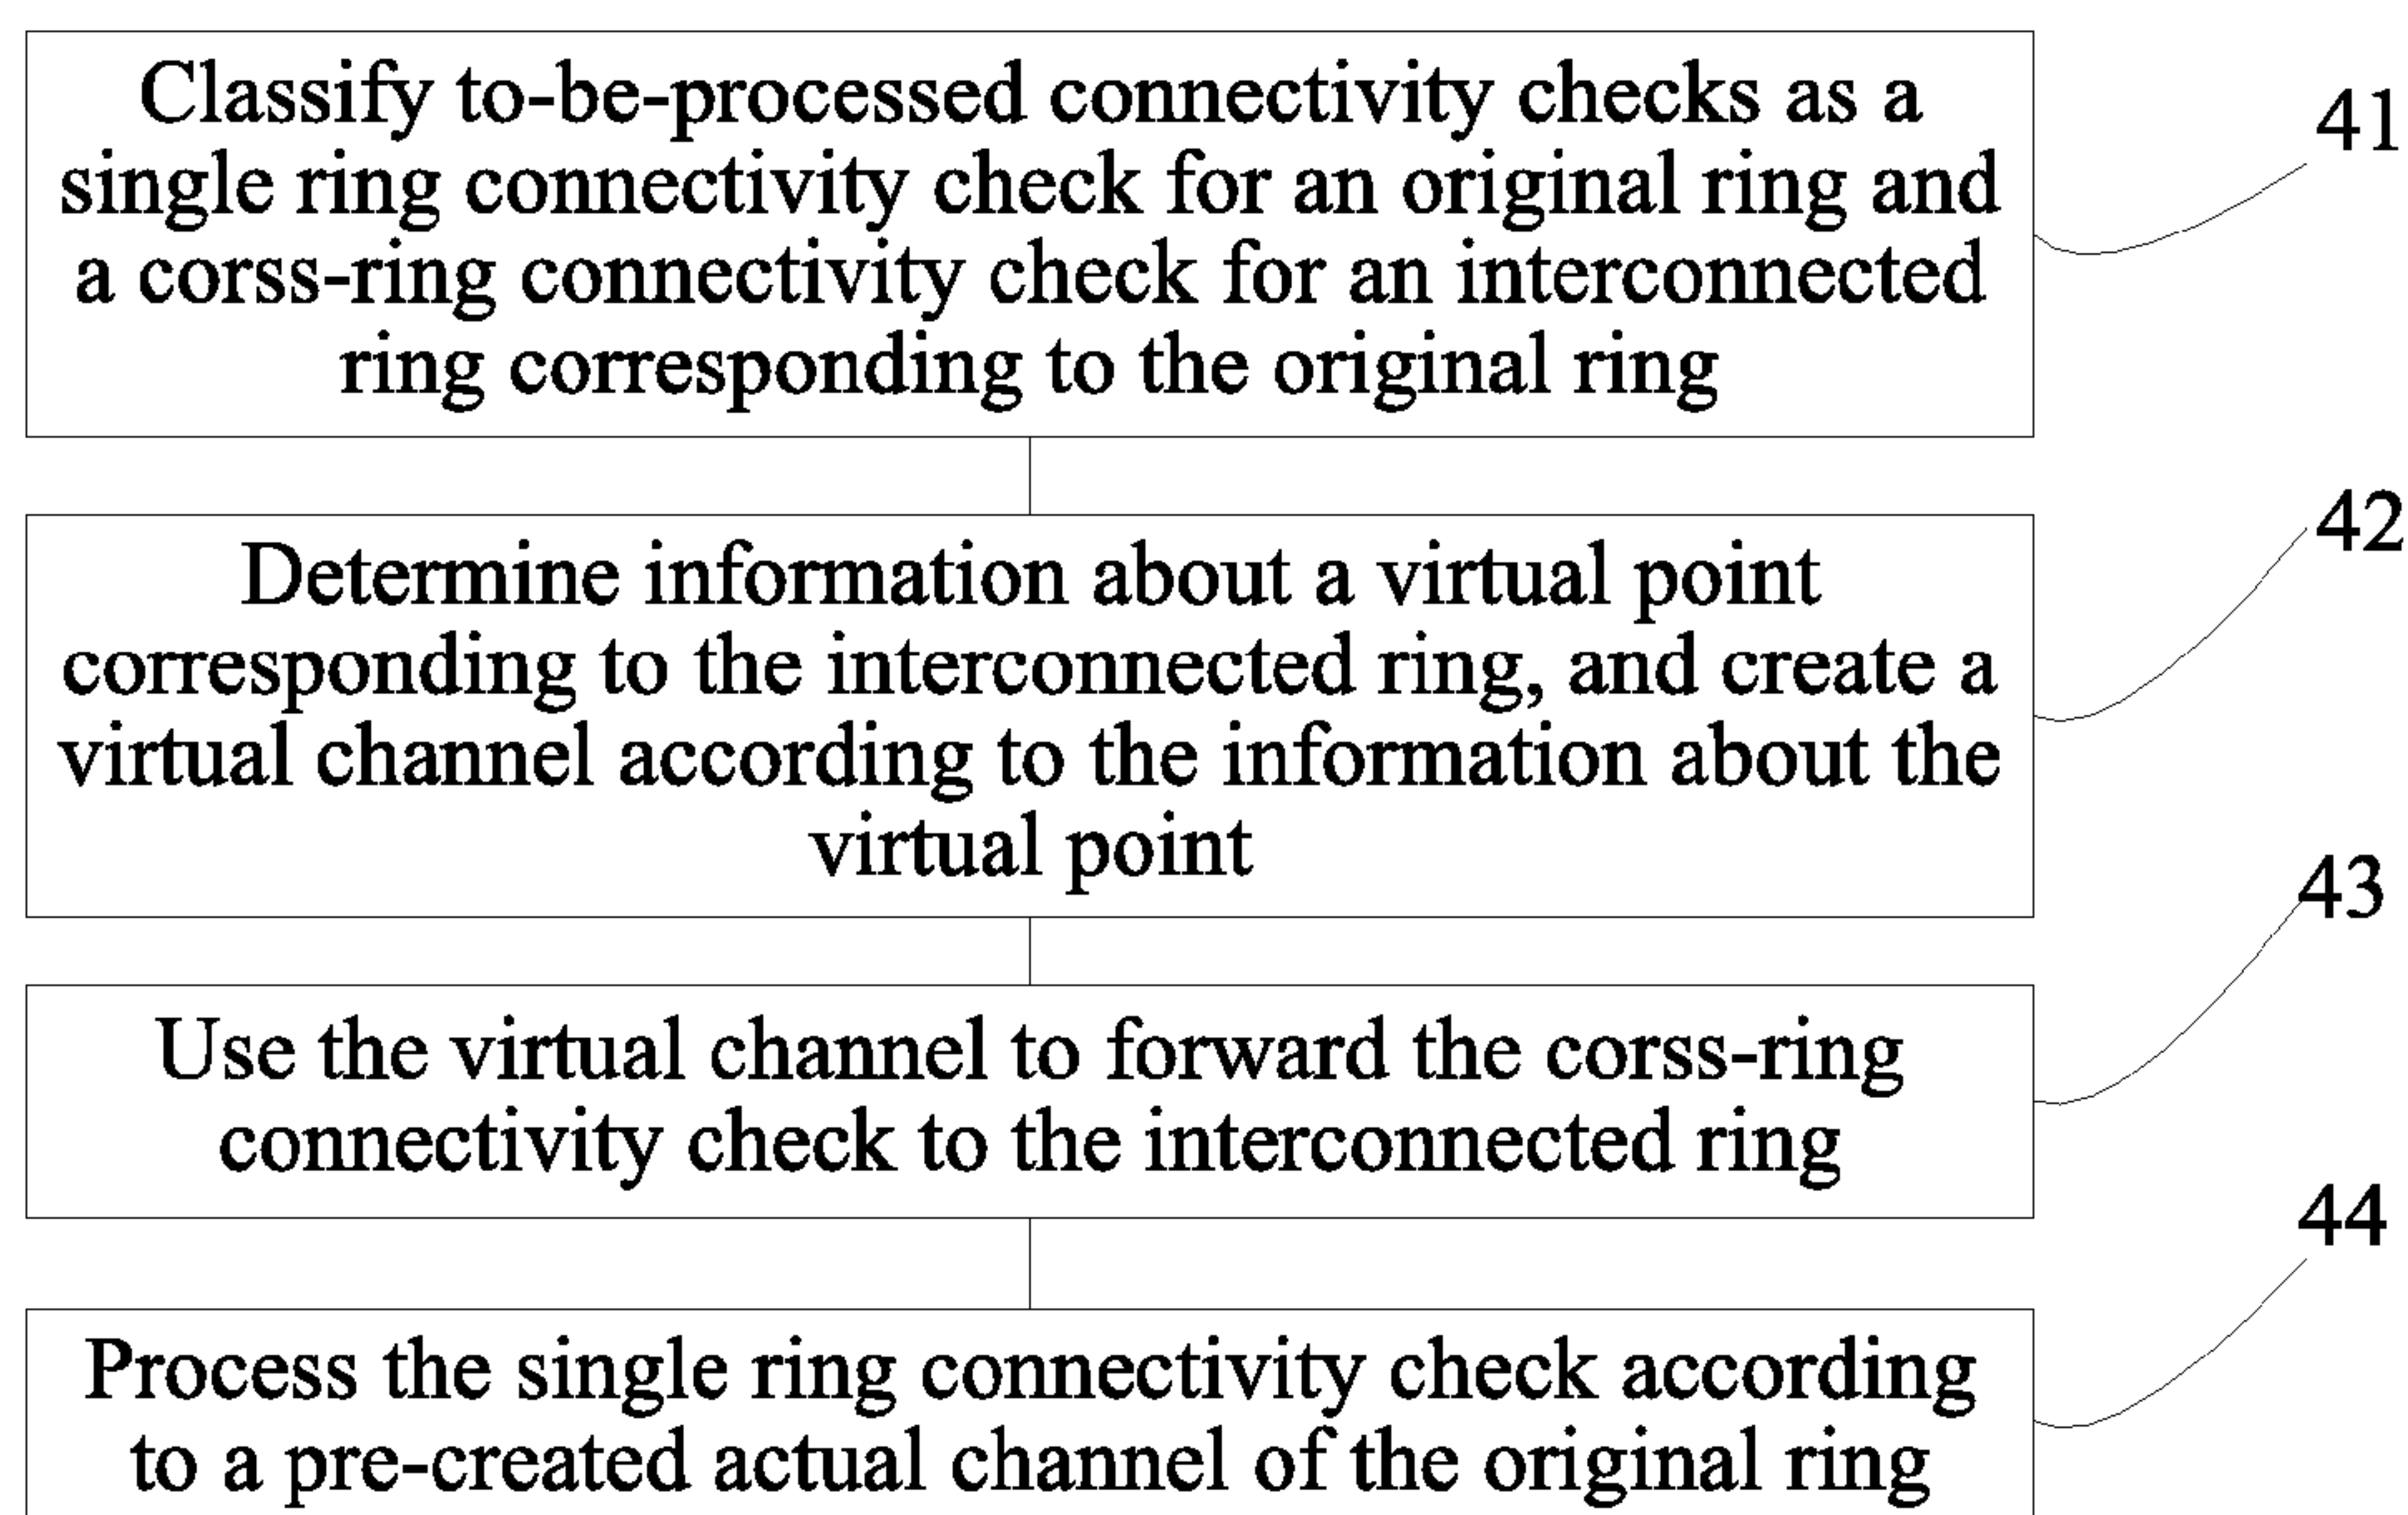 Classify to-be-processed connectivity checks as a
single ring connectivity check for an original ring and
a corss-ring connectivity check for an interconnected
ring corresponding to the original ring
41
Determine information about a virtual point
corresponding to the interconnected ring, and create a
virtual channel according to the information about the
virtual point
42
Use the virtual channel to forward the corss-ring
connectivity check to the interconnected ring
43
Process the single ring connectivity check according
to a pre-created actual channel of the original ring
44